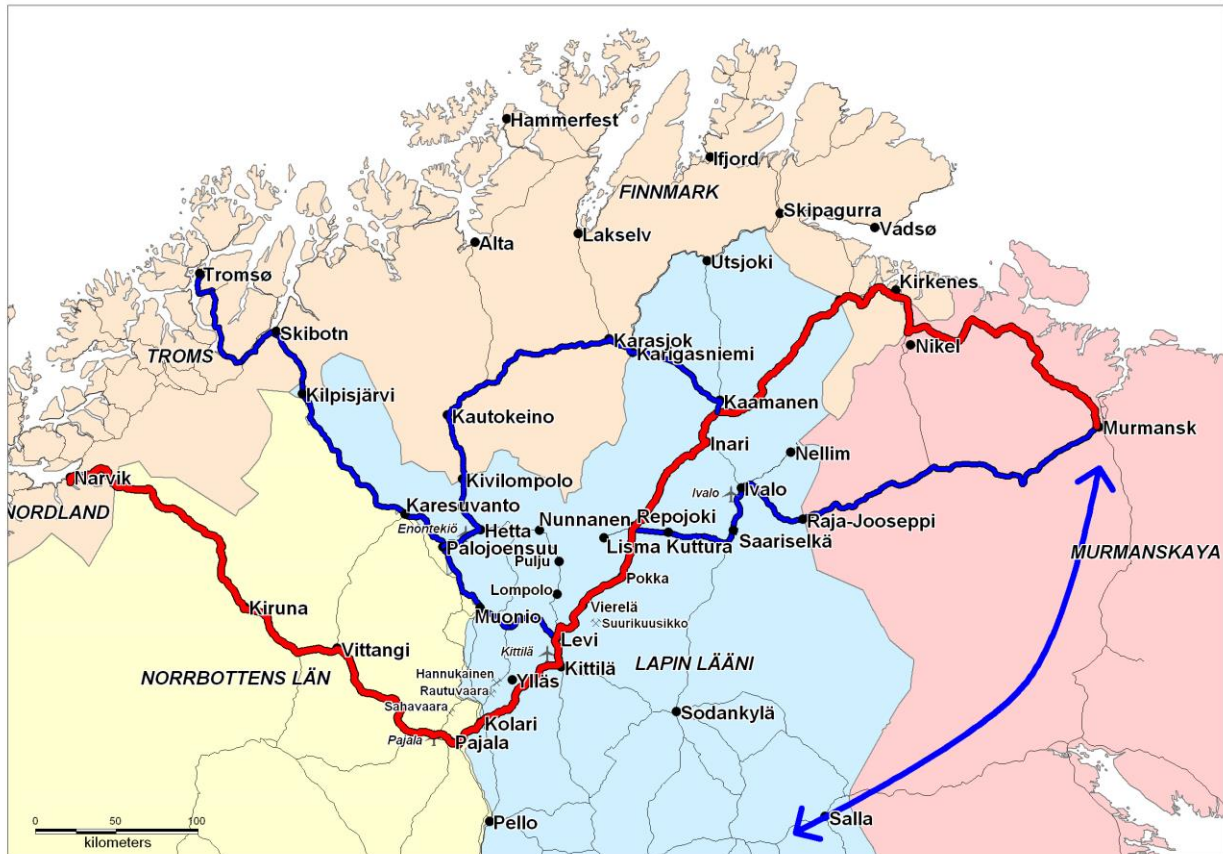 Hammerfest
Ifjord
FINNMARK
Skipagurra
Vadsø
Alta
Lakselv
Utsjoki
Tromsø
Kirkenes
Skibotn
Karasjok
Karigasniemi
Nikel
TROMS
Kilpisjärvi
Kaamanen
Kautokeino
Murmansk
Inari
Nellim
Narvik
Kivilompolo
Ivalo
Ivalo
NORDLAND
Karesuvanto
Enontekiö
Hetta
Nunnanen
Repojoki
Raja-Jooseppi
Palojoensuu
Lisma
Kuttura
Saariselkä
MURMANSKAYA
Pulju
Pokka
Lompolo
Kiruna
Muonio
Vierelä
Suurikuusikko
Levi
Vittangi
Kittilä
Kittilä
LAPIN LÄÄNI
NORRBOTTENS LÄN
Hannukainen
Ylläs
Rautuvaara
Sahavaara
Kolari
Sodankylä
Pajala
Pajala
Pello
Salla
0 50 100
kilometers